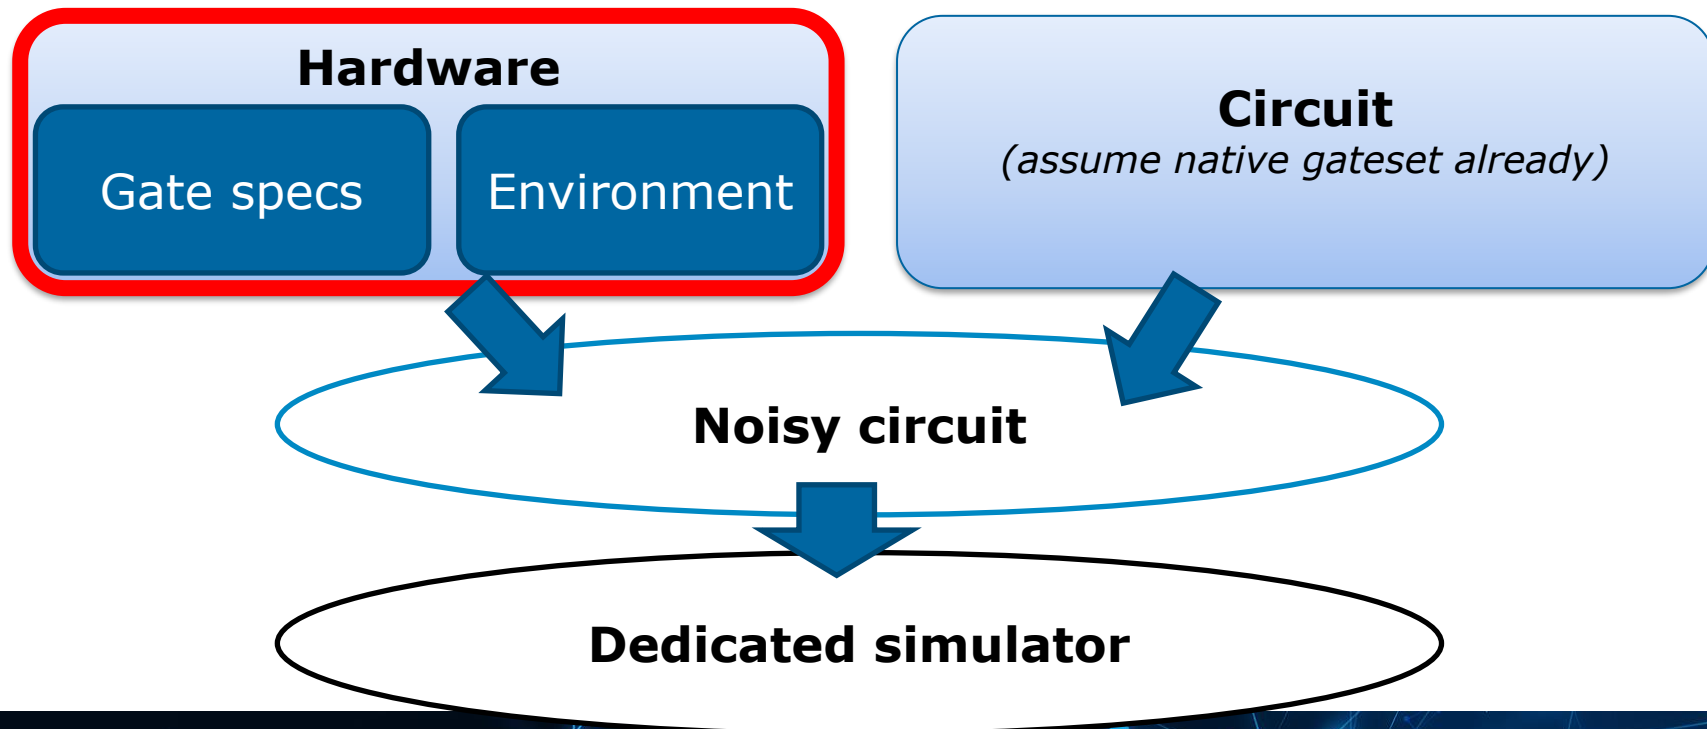 Hardware
Gate specs
Environment
Circuit
(assume native gateset already)
Noisy circuit
Dedicated simulator